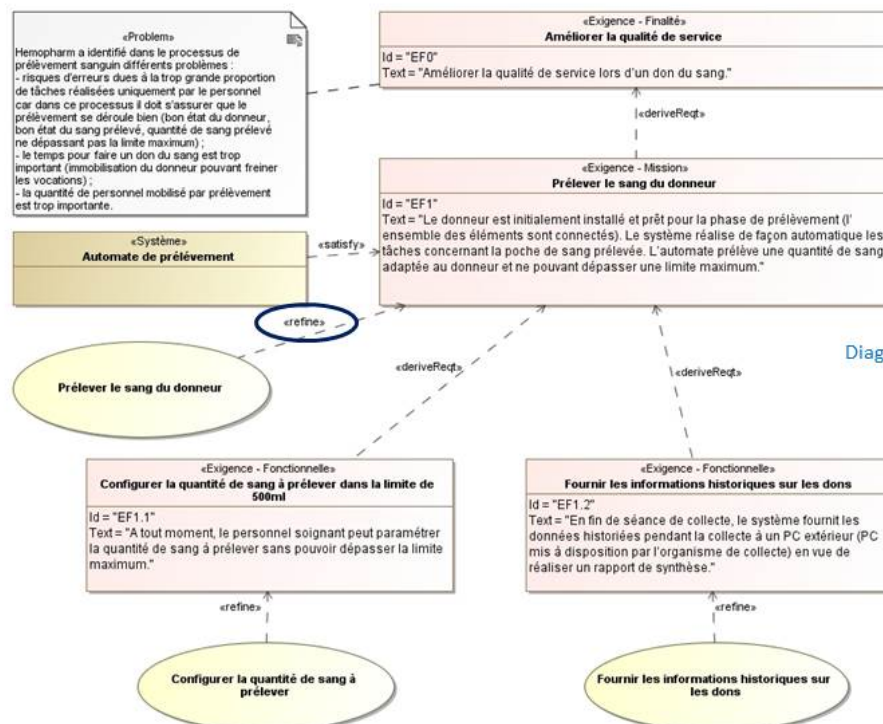 «Problem»
Hemopharm a identifié dans le processus de
prélèvement sanguin différents problèmes :
- risques d'erreurs dues á la trop grande proportion
de tâches réalisées uniquement par le personnel
car dans ce processus il doit s'assurer que le
prélèvement se déroule bien (bon état du donneur,
bon état du sang prélevé, quantité de sang prélevé
ne dépassant pas la limite maximum) ;
- le temps pour faire un don du sang est trop
important (immobilisation du donneur pouvant freiner
les vocations) ;
- la quantité de personnel mobilisé par prélèvement
est trop importante.
«Exigence - Finalité»
Améliorer la qualité de service
Id = "EF0"
Text = "Améliorer la qualité de service lors d'un don du sang."
«deriveReqt»
«Exigence - Mission»
Prélever le sang du donneur
Id = "EF1"
Text = "Le donneur est initialement installé et prêt pour la phase de prélèvement (l'
ensemble des éléments sont connectés). Le système réalise de façon automatique les
tâches concernant la poche de sang prélevée. L'automate prélève une quantité de sang
adaptée au donneur et ne pouvant dépasser une limite maximum."
«Système»
Automate de prélévement
«satisfy»
«refine»
Prélever le sang du donneur
«deriveReqt»
«deriveReqt»
Diag
«Exigence - Fonctionnelle»
Configurer la quantité de sang à prélever dans la limite de
500ml
Id = "EF1.1"
Text = "A tout moment, le personnel soignant peut paramétrer
la quantité de sang à prélever sans pouvoir dépasser la limite
maximum."
«Exigence - Fonctionnelle»
Fournir les informations historiques sur les dons
Id = "EF1.2"
Text = "En fin de séance de collecte, le système fournit les
données historiées pendant la collecte á un PC extérieur (PC
mis á disposition par l'organisme de collecte) en vue de
réaliser un rapport de synthèse."
«refine»
«refine»
Configurer la quantité de sang à
prélever
Fournir les informations historiques sur
les dons